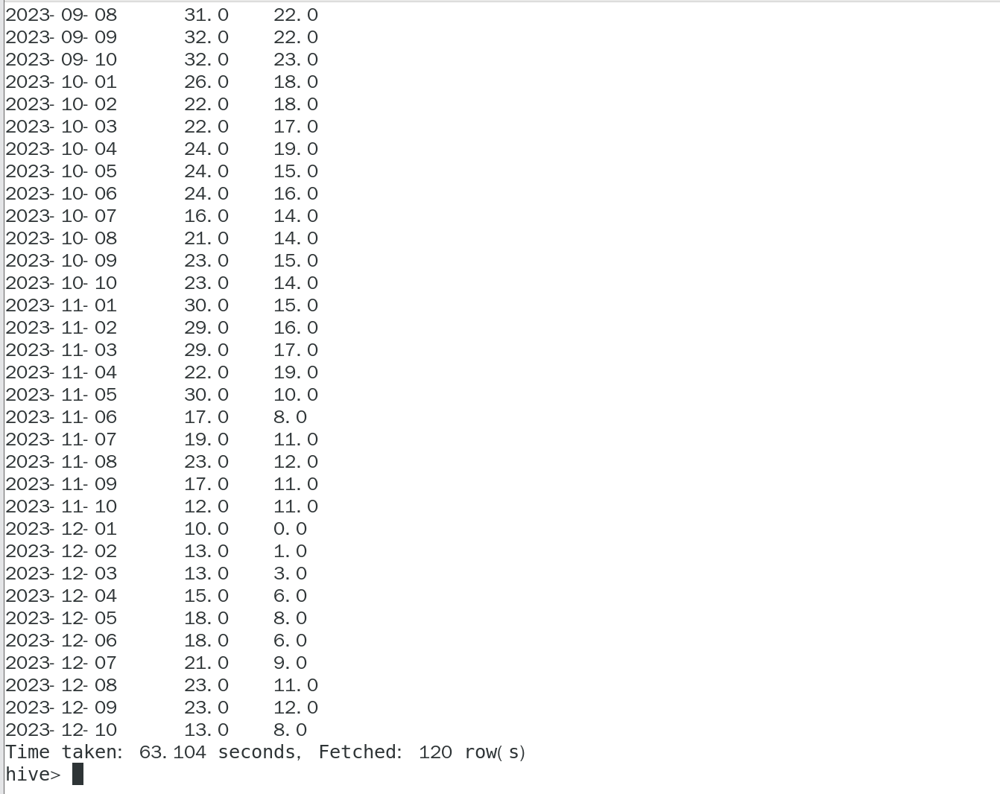 2023-09-08 31.0 22.0
2023-09-09 32.0 22.0
2023-09-10 32.0 23.0
2023-10-01 26.0 18.0
2023-10-02 22.0 18.0
2023-10-03 22.0 17.0
2023-10-04 24.0 19.0
2023-10-05 24.0 15.0
2023-10-06 24.0 16.0
2023-10-07 16.0 14.0
2023-10-08 21.0 14.0
2023-10-09 23.0 15.0
2023-10-10 23.0 14.0
2023-11-01 30.0 15.0
2023-11-02 29.0 16.0
2023-11-03 29.0 17.0
2023-11-04 22.0 19.0
2023-11-05 30.0 10.0
2023-11-06 17.0 8.0
2023-11-07 19.0 11.0
2023-11-08 23.0 12.0
2023-11-09 17.0 11.0
2023-11-10 12.0 11.0
2023-12-01 10.0 0.0
2023-12-02 13.0 1.0
2023-12-03 13.0 3.0
2023-12-04 15.0 6.0
2023-12-05 18.0 8.0
2023-12-06 18.0 6.0
2023-12-07 21.0 9.0
2023-12-08 23.0 11.0
2023-12-09 23.0 12.0
2023-12-10 13.0 8.0
Time taken: 63.104 seconds, Fetched: 120 row(s)
hive>